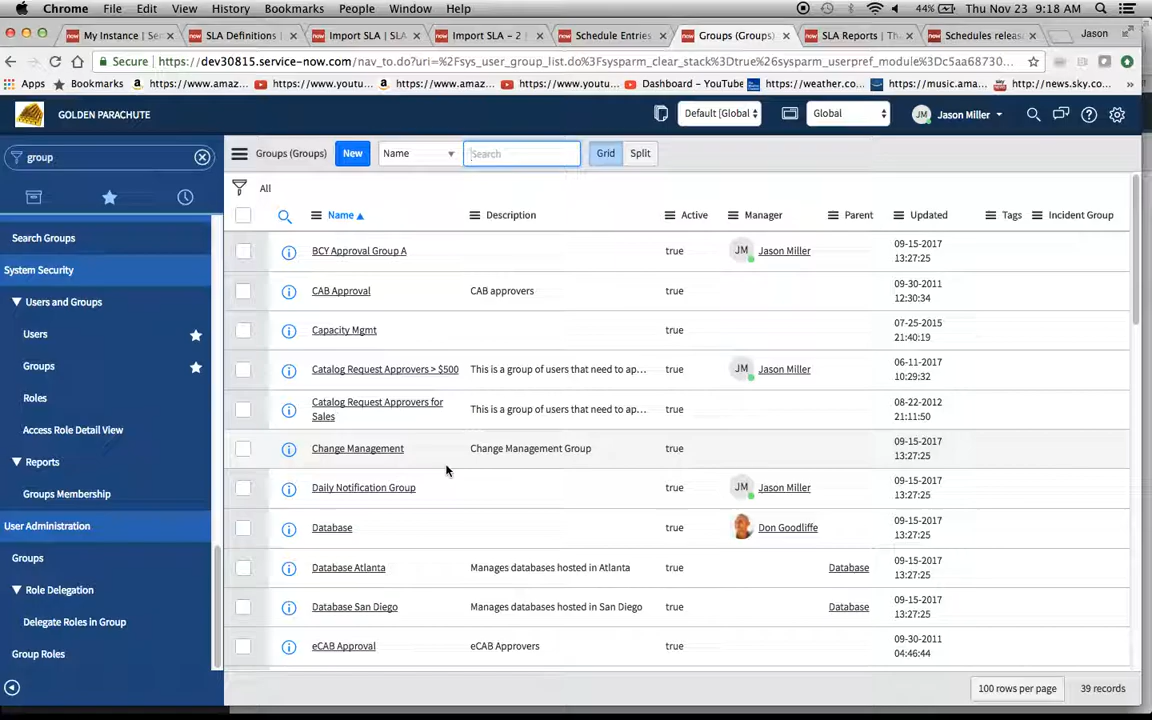 Chrome File Edit View History Bookmarks People Window Help 44% Thu Nov 23 9:18 AM
My Instance | Ser
SLA Definitions |
Import SLA | SLA
Import SLA – 2 |
Schedule Entries
Groups (Groups)
SLA Reports | Th
Schedules releas
Jason
Secure https://dev30815.service-now.com/nav_to.do?uri=%2Fsys_user_group_list.do%3Fsysparm_clear_stack%3Dtrue%26sysparm_userpref_module%3Dc5aa68730...
Apps Bookmarks https://www.amaz... https://www.youtu... https://www.amaz... https://www.youtu... Dashboard - YouT... https://weather.co... https://music.ama... http://news.sky.co...
GOLDEN PARACHUTE Default [Global Global JM Jason Miller
group
Groups (Groups) New Name Search Grid Split
All
Name Description Active Manager Parent Updated Tags Incident Group
Search Groups
System Security
Users and Groups
Users
Groups
Roles
Access Role Detail View
Reports
Groups Membership
User Administration
Groups
Role Delegation
Delegate Roles in Group
Group Roles
BCY Approval Group A true JM Jason Miller 09-15-2017
13:27:25
CAB Approval CAB approvers true 09-30-2011
12:30:34
Capacity Mgmt true 07-25-2015
21:40:19
Catalog Request Approvers > $500 This is a group of users that need to ap... true JM Jason Miller 06-11-2017
10:29:32
Catalog Request Approvers for
Sales This is a group of users that need to ap... true 08-22-2012
21:11:50
Change Management Change Management Group true 09-15-2017
13:27:25
Daily Notification Group true JM Jason Miller 09-15-2017
13:27:25
Database true Don Goodliffe 09-15-2017
13:27:25
Database Atlanta Manages databases hosted in Atlanta true Database 09-15-2017
13:27:25
Database San Diego Manages databases hosted in San Diego true Database 09-15-2017
13:27:25
eCAB Approval eCAB Approvers true 09-30-2011
04:46:44
100 rows per page 39 records